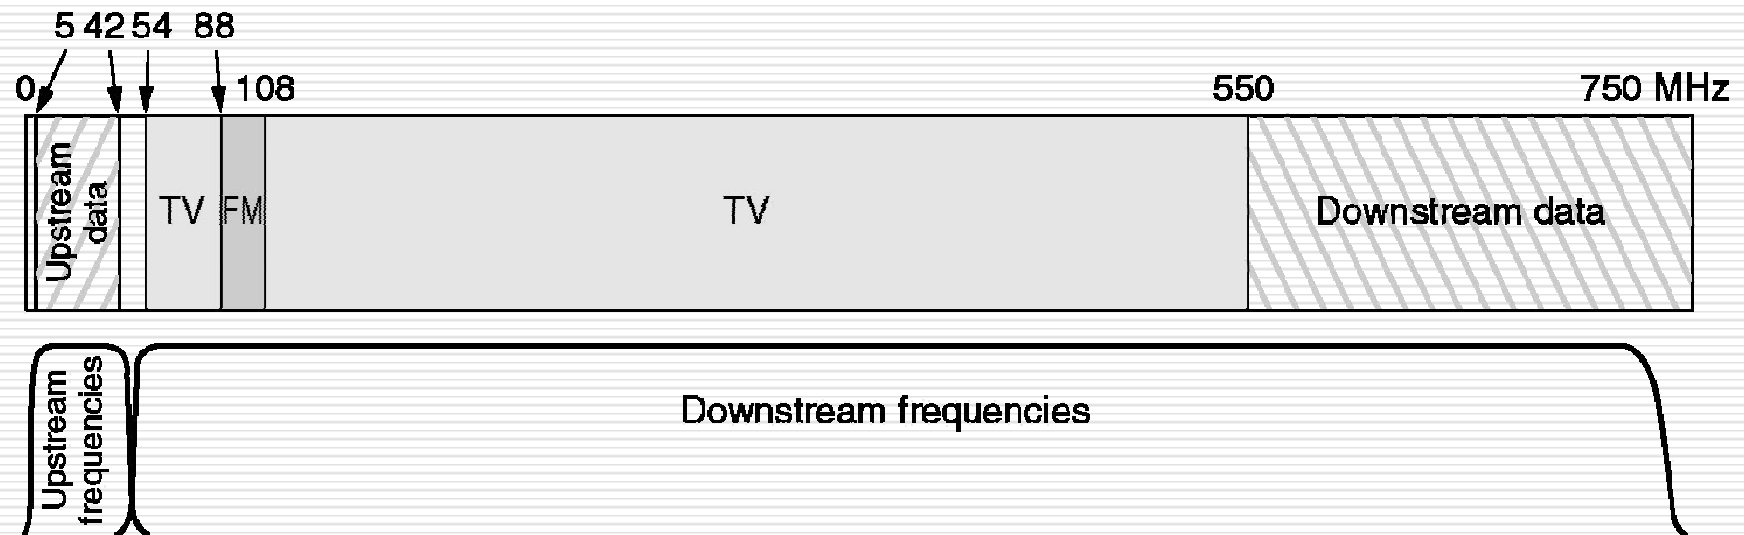 5 42 54 88
0 108 550 750 MHz
Upstream
data
TV
FM
TV
Downstream data
Upstream
frequencies
Downstream frequencies